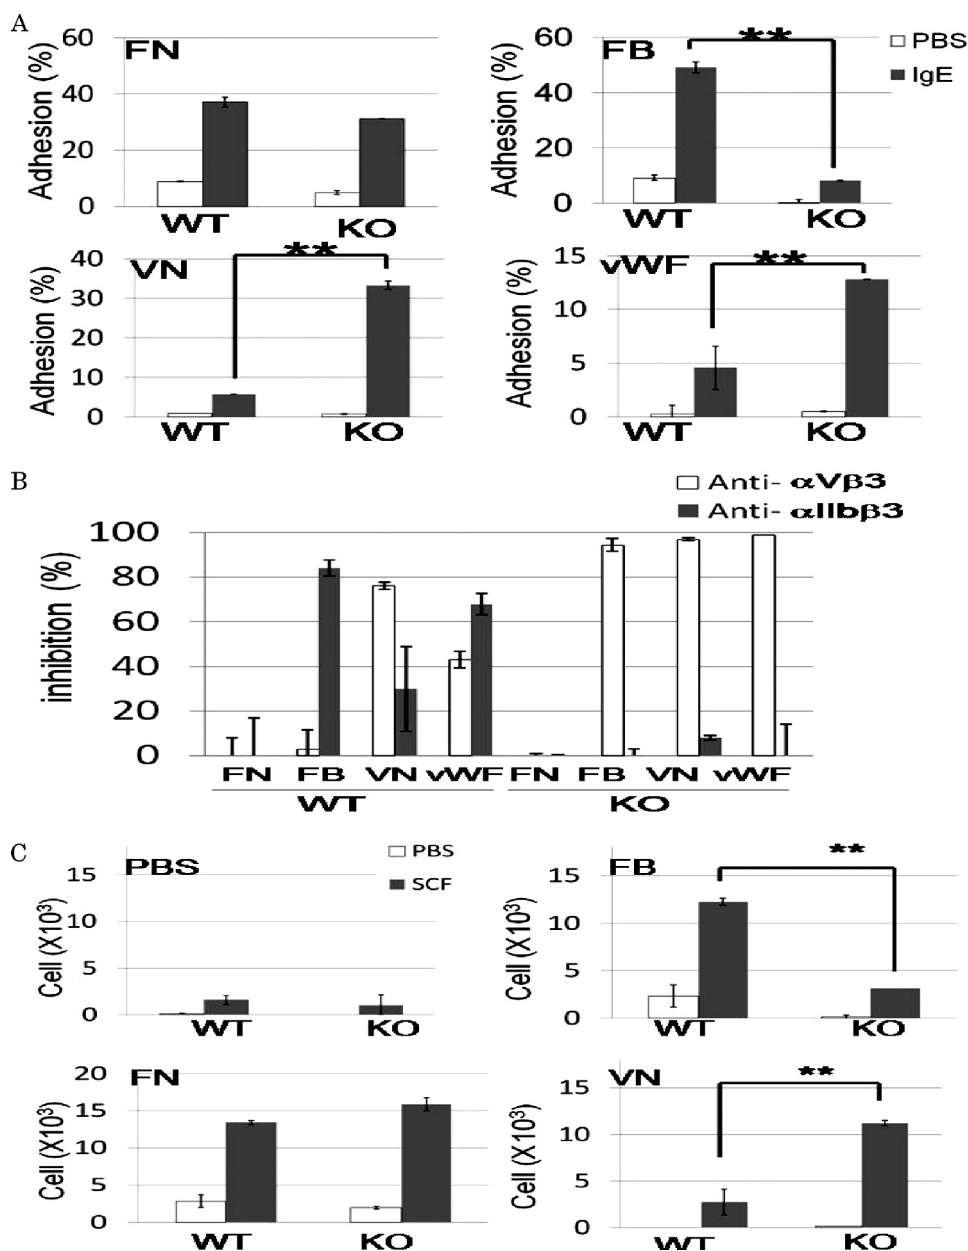 A
FN
Adhesion (%)
60
40
20
0
WT
KO
FB
**
PBS
IgE
Adhesion (%)
60
40
20
0
WT
KO
VN
**
Adhesion (%)
40
30
20
10
0
WT
KO
vWF
**
Adhesion (%)
15
10
5
0
WT
KO
B
Anti- αVβ3
Anti- αIIbβ3
inhibition (%)
100
80
60
40
20
0
FN FB VN vWF FN FB VN vWF
WT KO
C
PBS
PBS
SCF
Cell (X10³)
15
10
5
0
WT
KO
FB
**
Cell (X10³)
15
10
5
0
WT
KO
FN
Cell (X10³)
20
15
10
5
0
WT
KO
VN
**
Cell (X10³)
15
10
5
0
WT
KO